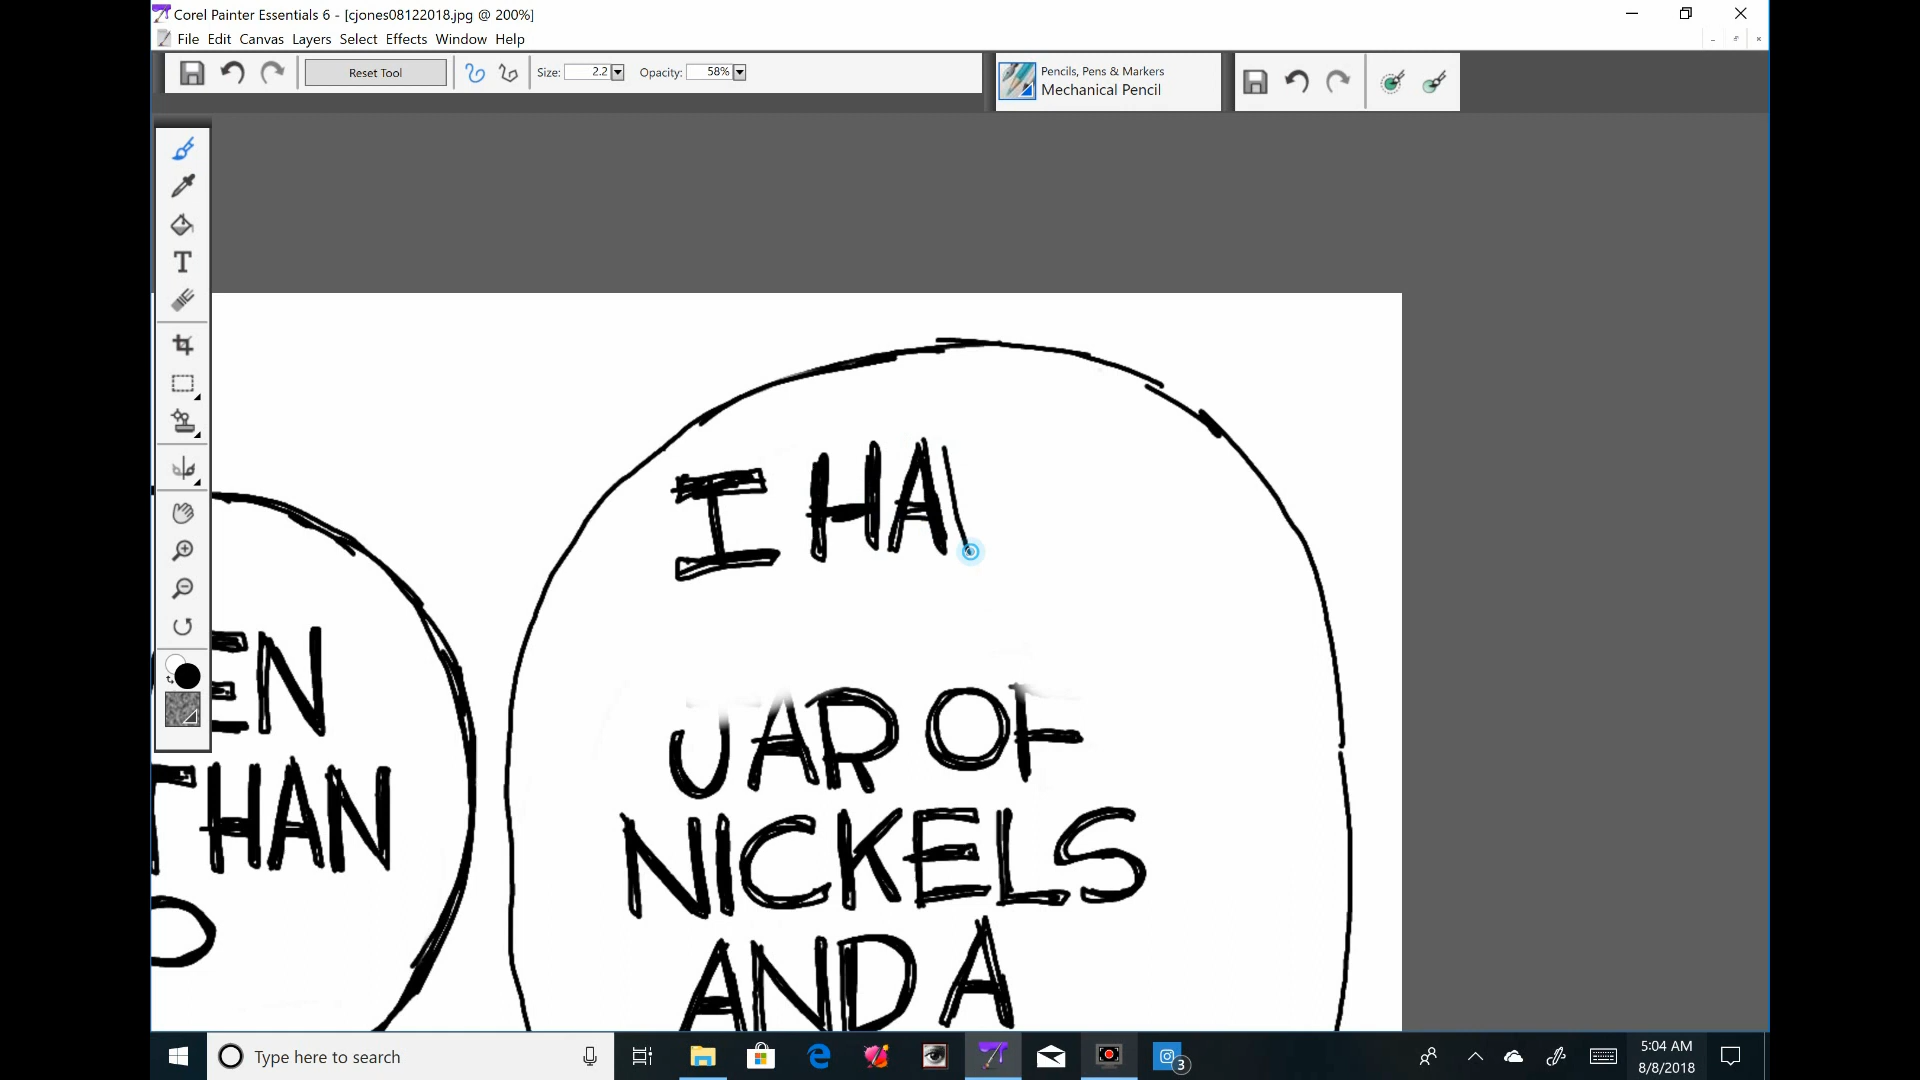 Corel Painter Essentials 6 - [cjones08122018.jpg @ 200%]
File Edit Canvas Layers Select Effects Window Help
Reset Tool
Size: 2.2
Opacity: 58%
Pencils, Pens & Markers
Mechanical Pencil
T
I HA\
JAR OF
NICKELS
AND A
EN
THAN
Type here to search
3
5:04 AM
8/8/2018